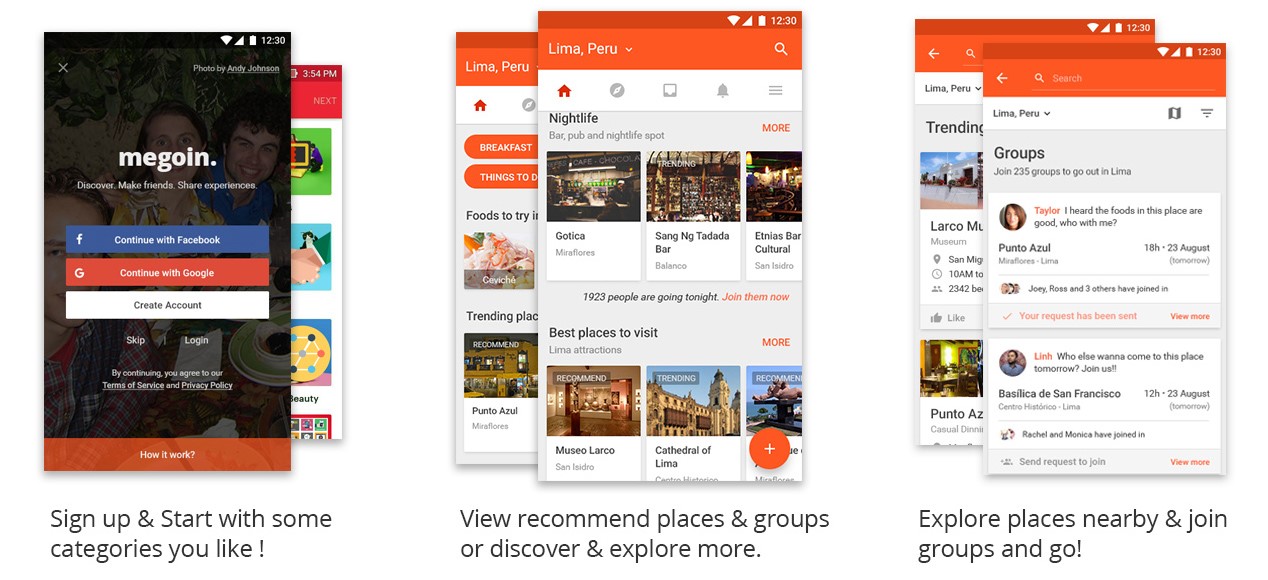 12:30
Photo by Andy Johnson
megoin.
Discover. Make friends. Share experiences.
Continue with Facebook
G Continue with Google
Create Account
Skip | Login
By continuing, you agree to our
Terms of Service and Privacy Policy
How it work?
3:54 PM
NEXT
Beauty
Sign up & Start with some
categories you like !
Lima, Peru
BREAKFAST
THINGS TO D
Foods to try in
Ceviché
Trending plac
RECOMMEND
Punto Azul
Miraflores
12:30
Lima, Peru
Nightlife
Bar, pub and nightlife spot
MORE
TRENDING
Gotica
Miraflores
Sang Ng Tadada
Bar
Balanco
Etnias Bar
Cultural
San Isidro
1923 people are going tonight. Join them now
Best places to visit
Lima attractions
MORE
RECOMMEND
TRENDING
RECOMMEN
Museo Larco
San Isidro
Cathedral of
Lima
Centro Historico
Miraflores
View recommend places & groups
or discover & explore more.
12:30
Lima, Peru
Trending
Larco Mu
Museum
San Mig
10AM to
2342 bee
Like
Punto Az
Casual Dinni
12:30
Search
Lima, Peru
Groups
Join 235 groups to go out in Lima
Taylor I heard the foods in this place are
good, who with me?
Punto Azul
18h • 23 August
Miraflores - Lima
(tomorrow)
Joey, Ross and 3 others have joined in
Your request has been sent
View more
Linh Who else wanna come to this place
tomorrow? Join us!!
Basílica de San Francisco
12h • 23 August
Centro Histórico - Lima
(tomorrow)
Rachel and Monica have joined in
Send request to join
View more
Explore places nearby & join
groups and go!